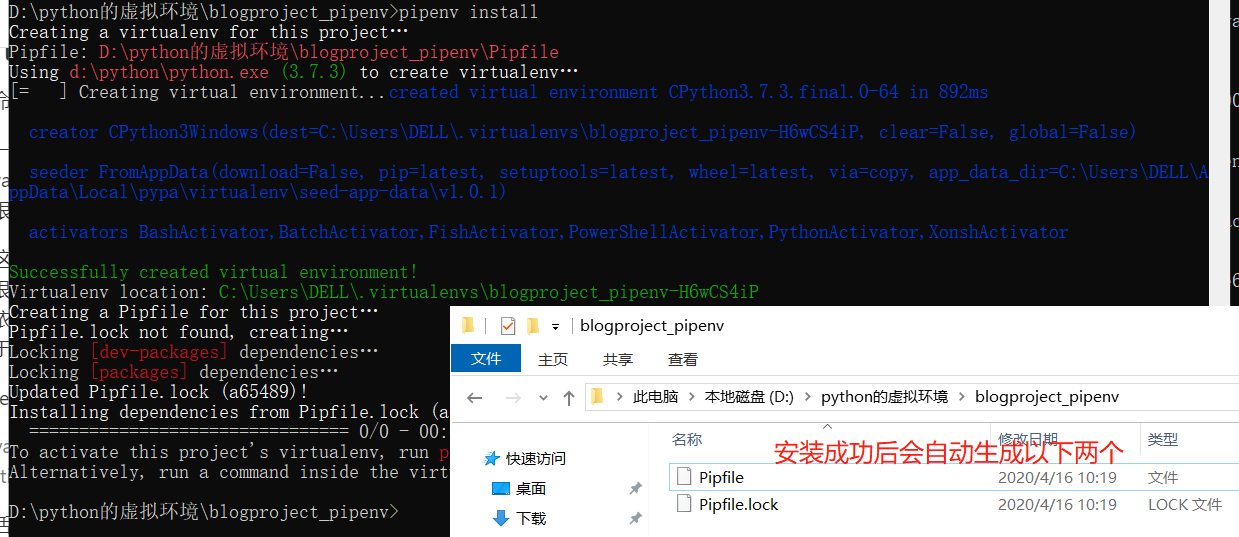 D:\python的虚拟环境\blogproject_pipenv>pipenv install
Creating a virtualenv for this project…
Pipfile: D:\python的虚拟环境\blogproject_pipenv\Pipfile
Using d:\python\python.exe (3.7.3) to create virtualenv…
[=   ] Creating virtual environment...created virtual environment CPython3.7.3.final.0-64 in 892ms
creator CPython3Windows(dest=C:\Users\DELL\.virtualenvs\blogproject_pipenv-H6wCS4iP, clear=False, global=False)
seeder FromAppData(download=False, pip=latest, setuptools=latest, wheel=latest, via=copy, app_data_dir=C:\Users\DELL\A
ppData\Local\pypa\virtualenv\seed-app-data\v1.0.1)
activators BashActivator,BatchActivator,FishActivator,PowerShellActivator,PythonActivator,XonshActivator
Successfully created virtual environment!
Virtualenv location: C:\Users\DELL\.virtualenvs\blogproject_pipenv-H6wCS4iP
Creating a Pipfile for this project…
Pipfile.lock not found, creating…
Locking [dev-packages] dependencies…
Locking [packages] dependencies…
Updated Pipfile.lock (a65489)!
Installing dependencies from Pipfile.lock (a
================================ 0/0 - 00:
To activate this project's virtualenv, run p
Alternatively, run a command inside the virt
D:\python的虚拟环境\blogproject_pipenv>
blogproject_pipenv
文件 主页 共享 查看
此电脑 > 本地磁盘 (D:) > python的虚拟环境 > blogproject_pipenv
名称 修改日期 类型
安装成功后会自动生成以下两个
快速访问
桌面
下载
Pipfile 2020/4/16 10:19 文件
Pipfile.lock 2020/4/16 10:19 LOCK 文件